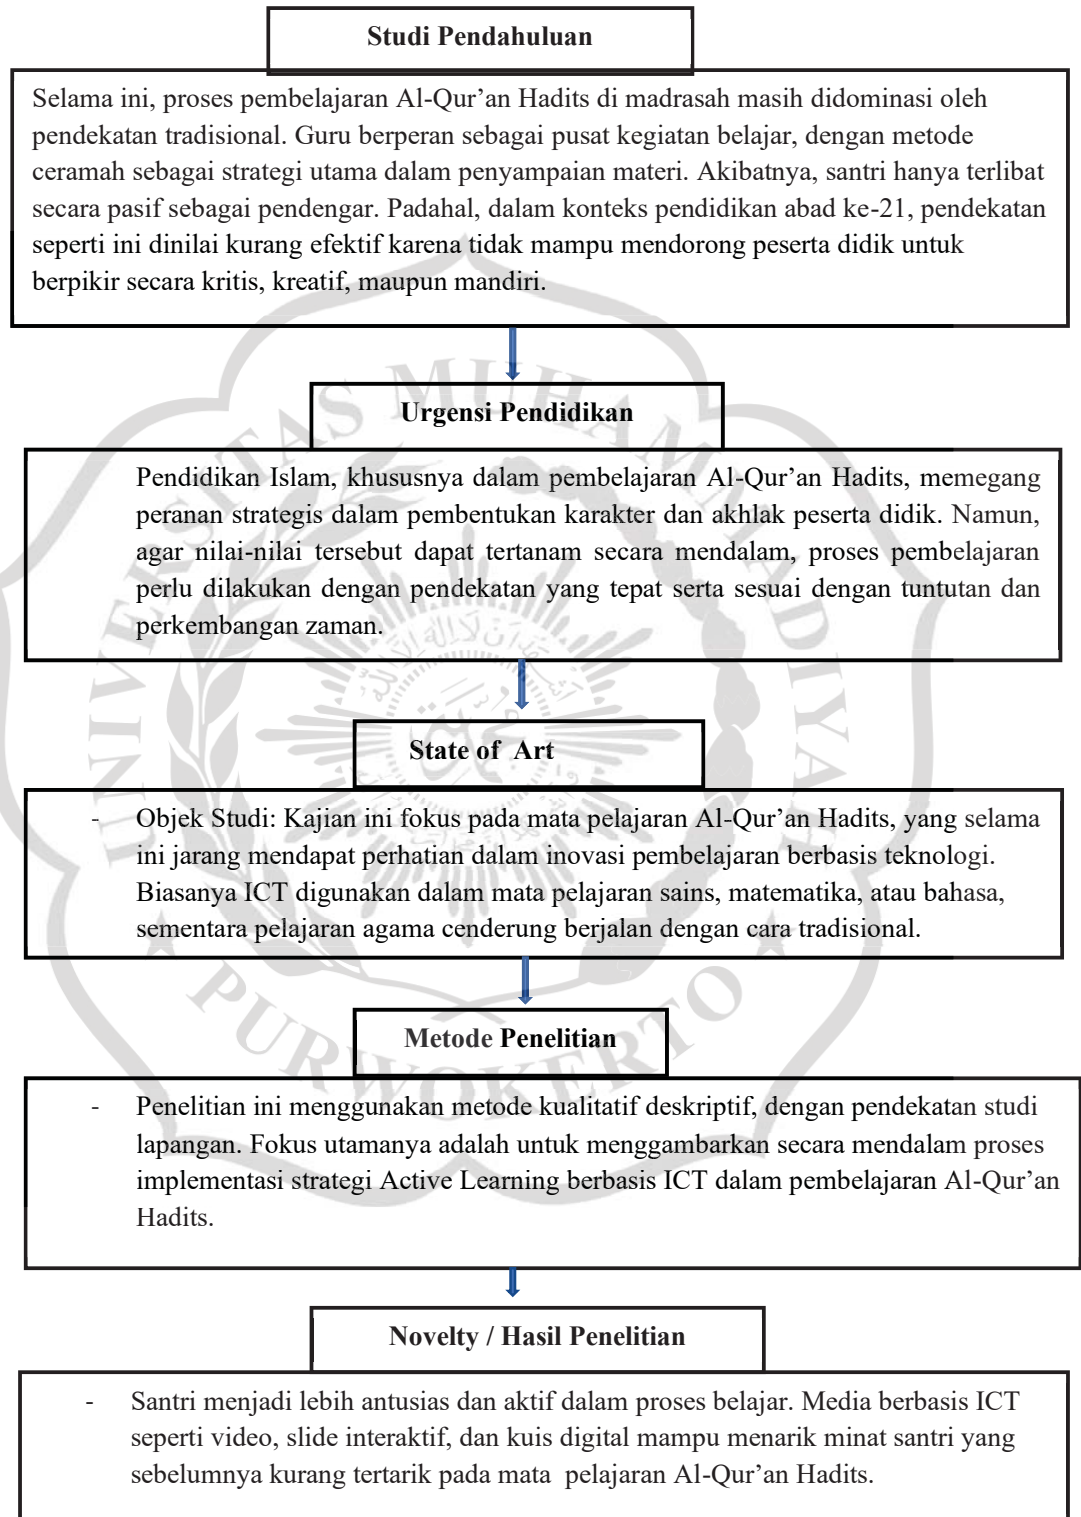 Studi Pendahuluan
Selama ini, proses pembelajaran Al-Qur’an Hadits di madrasah masih didominasi oleh
pendekatan tradisional. Guru berperan sebagai pusat kegiatan belajar, dengan metode
ceramah sebagai strategi utama dalam penyampaian materi. Akibatnya, santri hanya terlibat
secara pasif sebagai pendengar. Padahal, dalam konteks pendidikan abad ke-21, pendekatan
seperti ini dinilai kurang efektif karena tidak mampu mendorong peserta didik untuk
berpikir secara kritis, kreatif, maupun mandiri.
Urgensi Pendidikan
Pendidikan Islam, khususnya dalam pembelajaran Al-Qur’an Hadits, memegang
peranan strategis dalam pembentukan karakter dan akhlak peserta didik. Namun,
agar nilai-nilai tersebut dapat tertanam secara mendalam, proses pembelajaran
perlu dilakukan dengan pendekatan yang tepat serta sesuai dengan tuntutan dan
perkembangan zaman.
State of Art
- Objek Studi: Kajian ini fokus pada mata pelajaran Al-Qur’an Hadits, yang selama
ini jarang mendapat perhatian dalam inovasi pembelajaran berbasis teknologi.
Biasanya ICT digunakan dalam mata pelajaran sains, matematika, atau bahasa,
sementara pelajaran agama cenderung berjalan dengan cara tradisional.
Metode Penelitian
- Penelitian ini menggunakan metode kualitatif deskriptif, dengan pendekatan studi
lapangan. Fokus utamanya adalah untuk menggambarkan secara mendalam proses
implementasi strategi Active Learning berbasis ICT dalam pembelajaran Al-Qur’an
Hadits.
Novelty / Hasil Penelitian
- Santri menjadi lebih antusias dan aktif dalam proses belajar. Media berbasis ICT
seperti video, slide interaktif, dan kuis digital mampu menarik minat santri yang
sebelumnya kurang tertarik pada mata pelajaran Al-Qur’an Hadits.
UNIVERSITAS MUHAMMADIYAH
PURWOKERTO